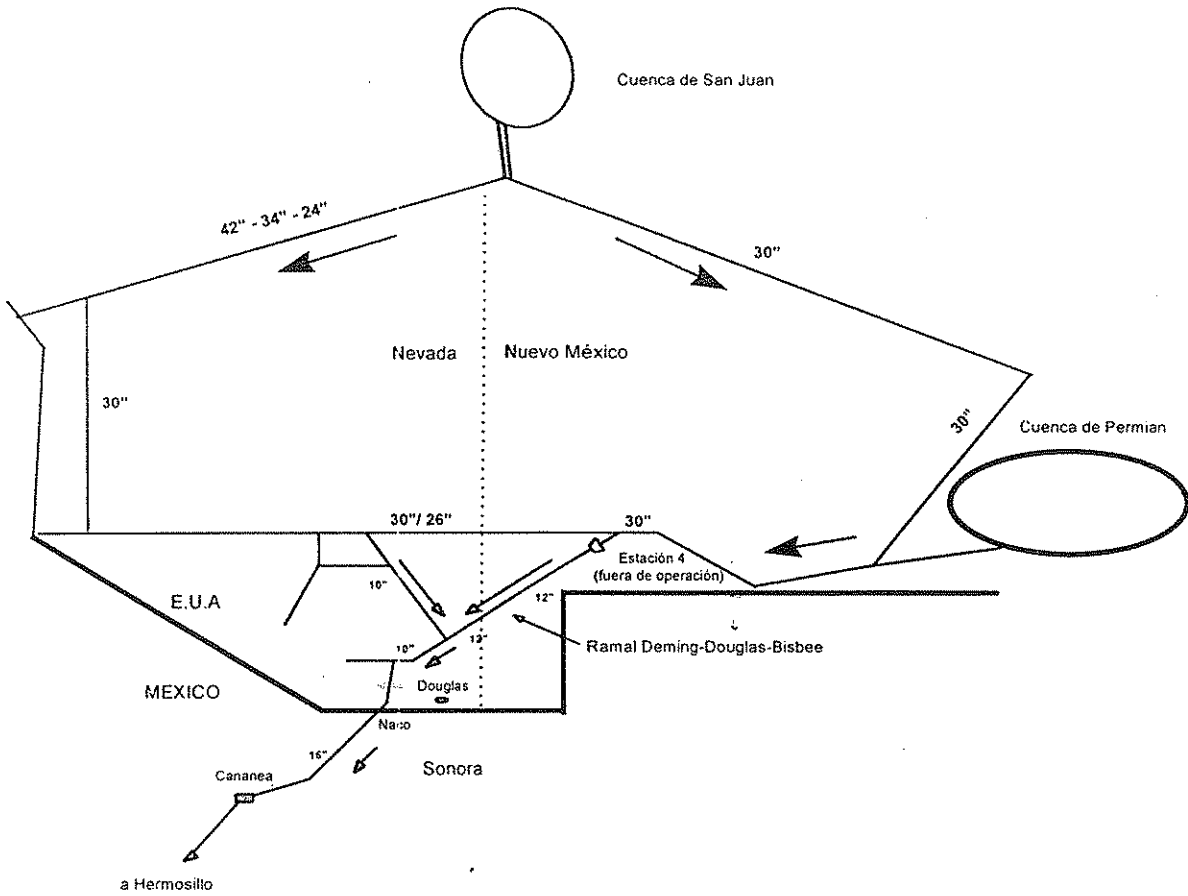 Cuenca de San Juan
42" - 34" - 24"
30"
Nevada
Nuevo México
30"
30"
Cuenca de Permian
30"/ 26"
30"
Estación 4
(fuera de operación)
10"
12"
E.U.A
Ramal Deming-Douglas-Bisbee
10"
12"
MEXICO
Douglas
Naco
16"
Sonora
Cananea
a Hermosillo